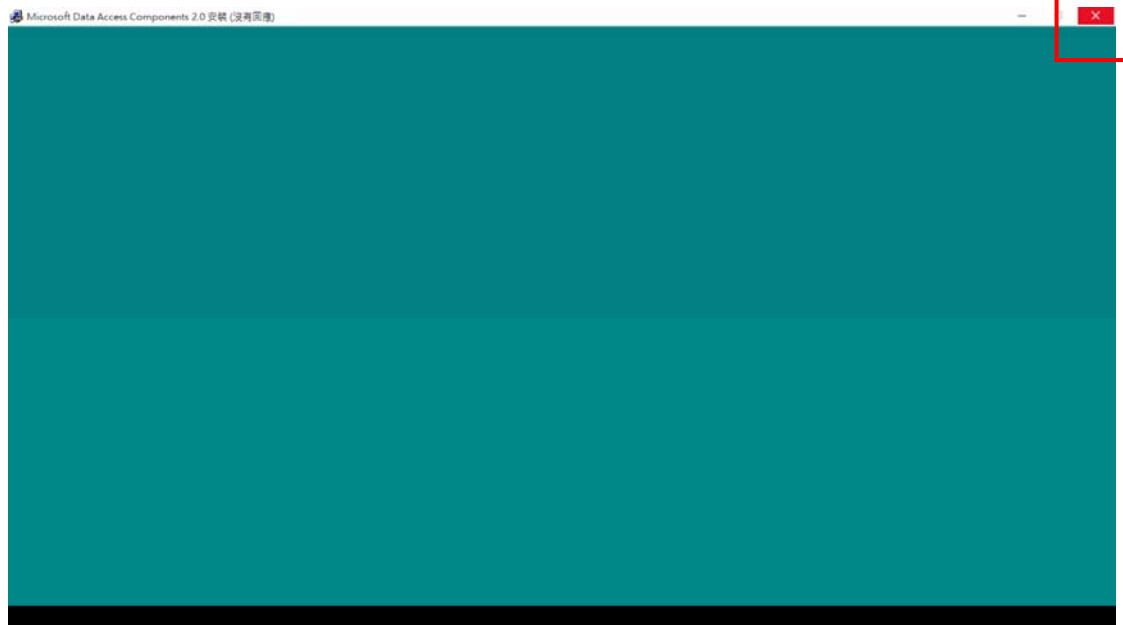 Microsoft Data Access Components 2.0 安裝 (沒有回應)